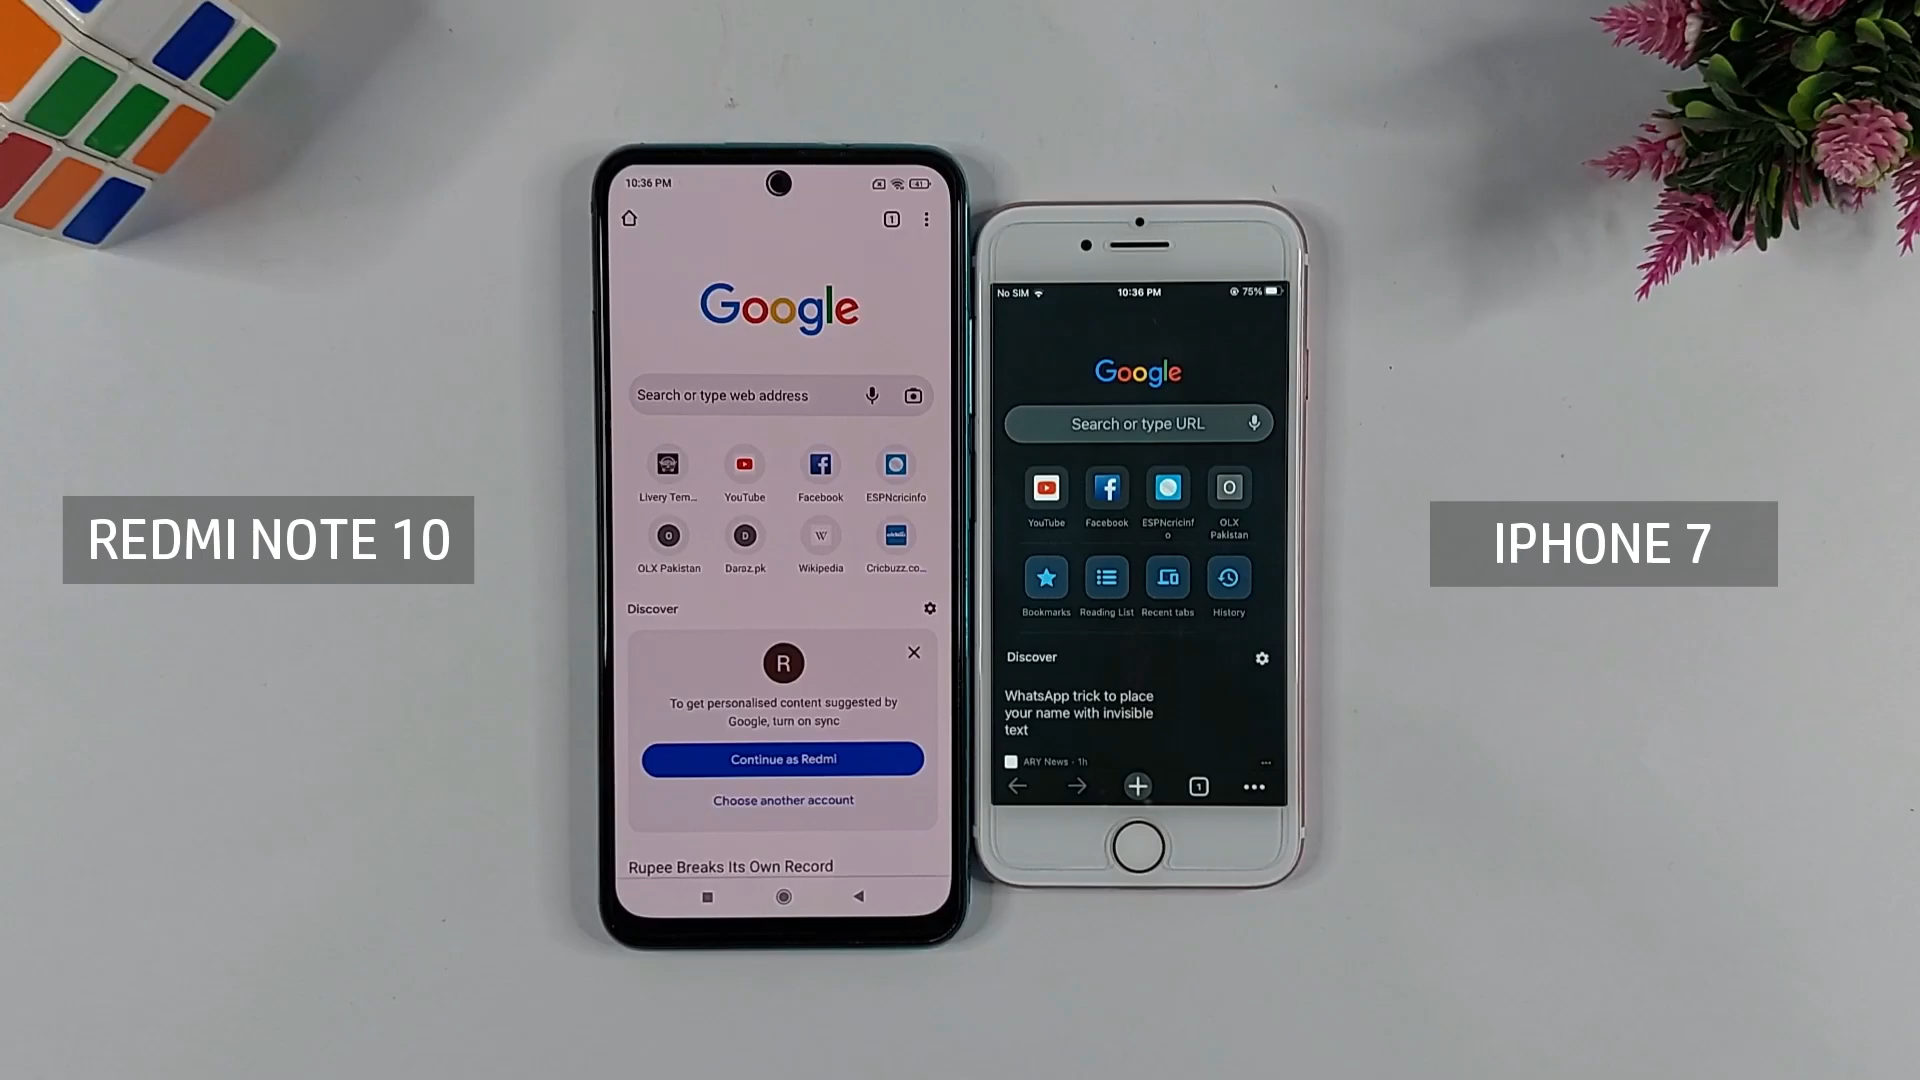 REDMI NOTE 10
10:36 PM
41
1
Google
Search or type web address
Livery Tem...
YouTube
Facebook
ESPNcricinfo
O
D
W
OLX Pakistan
Daraz.pk
Wikipedia
Cricbuzz.co...
Discover
R
To get personalised content suggested by
Google, turn on sync
Continue as Redmi
Choose another account
Rupee Breaks Its Own Record
No SIM
10:36 PM
75%
Google
Search or type URL
O
YouTube
Facebook
ESPNcricinf
o
OLX
Pakistan
Bookmarks
Reading List
Recent tabs
History
Discover
WhatsApp trick to place
your name with invisible
text
ARY News · 1h
1
IPHONE 7